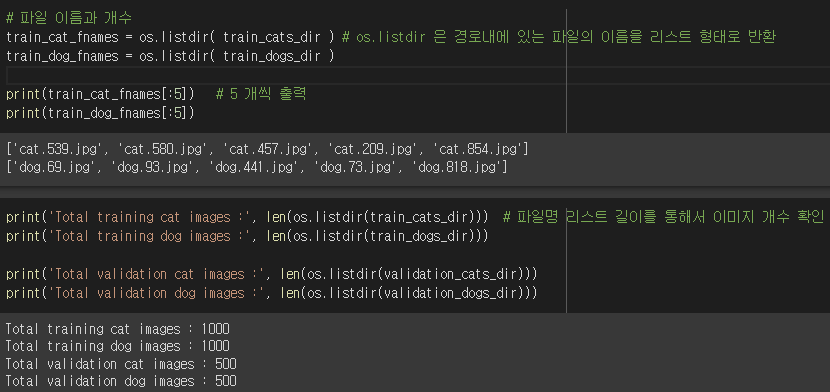 # 파일 이름과 개수
train_cat_fnames = os.listdir( train_cats_dir ) # os.listdir 은 경로내에 있는 파일의 이름을 리스트 형태로 반환
train_dog_fnames = os.listdir( train_dogs_dir )
print(train_cat_fnames[:5]) # 5 개씩 출력
print(train_dog_fnames[:5])
['cat.539.jpg', 'cat.580.jpg', 'cat.457.jpg', 'cat.209.jpg', 'cat.854.jpg']
['dog.69.jpg', 'dog.93.jpg', 'dog.441.jpg', 'dog.73.jpg', 'dog.818.jpg']
print('Total training cat images :', len(os.listdir(train_cats_dir))) # 파일명 리스트 길이를 통해서 이미지 개수 확인
print('Total training dog images :', len(os.listdir(train_dogs_dir)))
print('Total validation cat images :', len(os.listdir(validation_cats_dir)))
print('Total validation dog images :', len(os.listdir(validation_dogs_dir)))
Total training cat images : 1000
Total training dog images : 1000
Total validation cat images : 500
Total validation dog images : 500